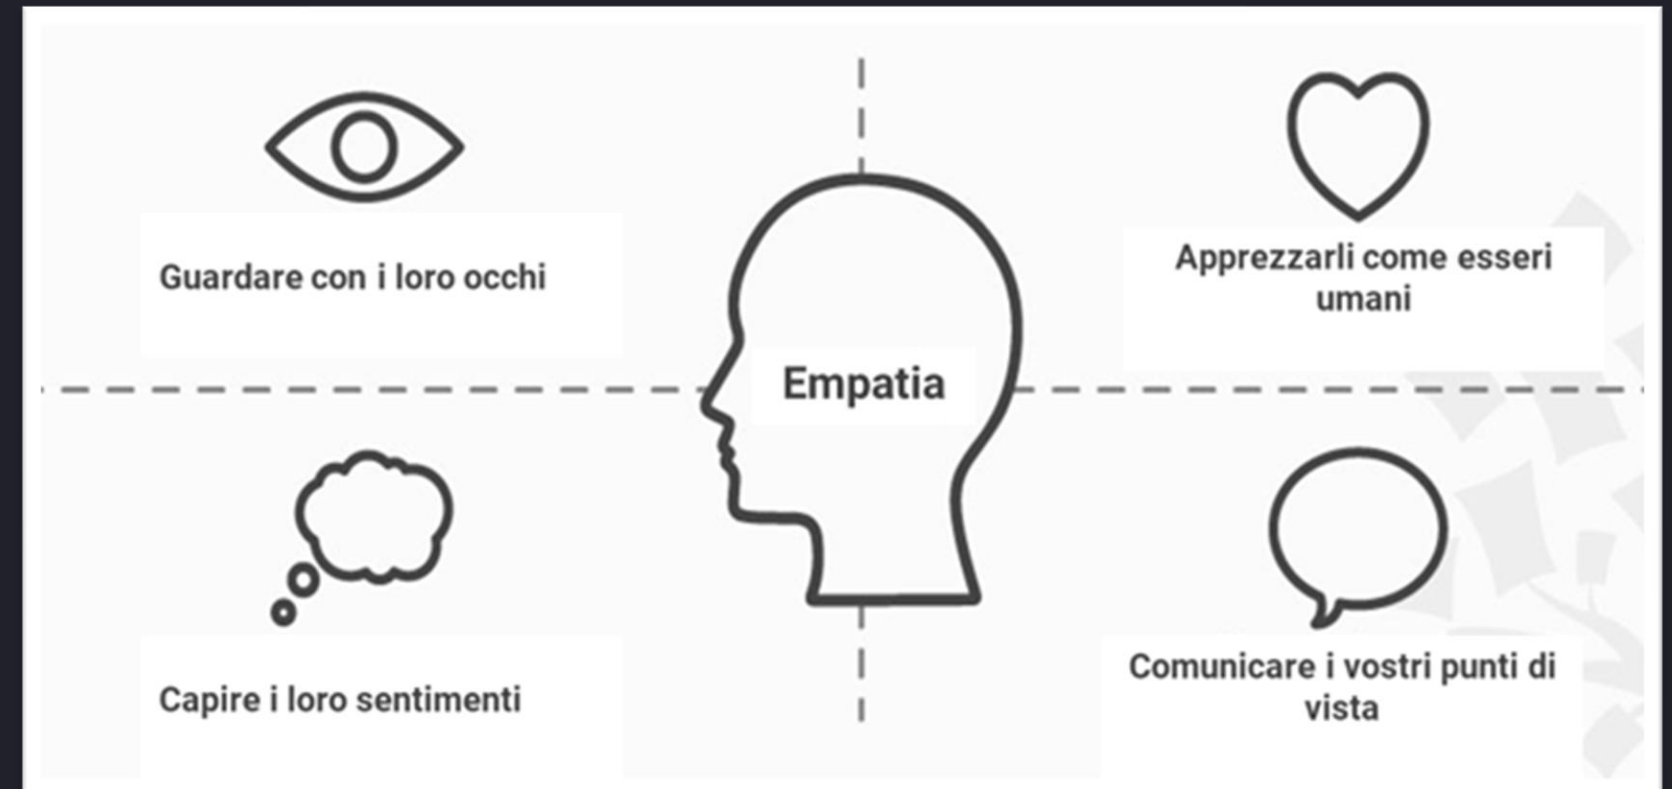 Guardare con i loro occhi
Apprezzarli come esseri
umani
Empatia
Capire i loro sentimenti
Comunicare i vostri punti di
vista